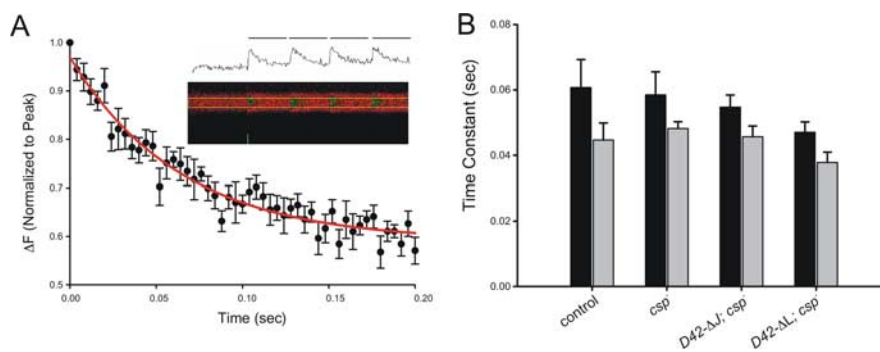 A
ΔF (Normalized to Peak)
1.0
0.9
0.8
0.7
0.6
0.5
0.00
0.05
0.10
0.15
0.20
Time (sec)
B
Time Constant (sec)
0.08
0.06
0.04
0.02
0.00
control
csp⁻
D42-ΔJ; csp⁻
D42-ΔL; csp⁻